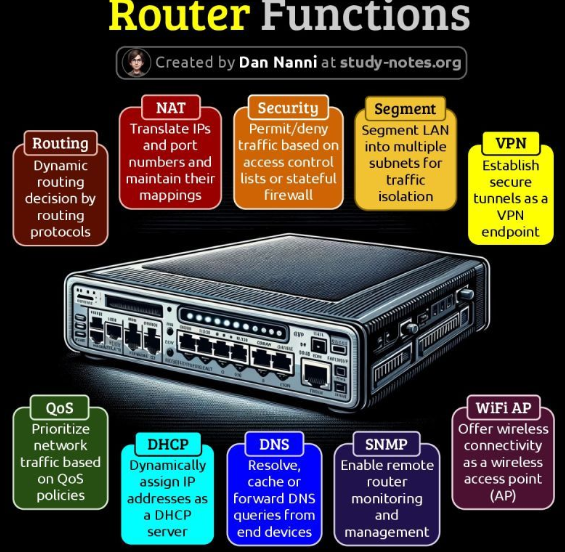 Router Functions
Created by Dan Nanni at study-notes.org
NAT
Translate IPs
and port
numbers and
maintain their
mappings
Security
Permit/deny
traffic based on
access control
lists or stateful
firewall
Segment
Segment LAN
into multiple
subnets for
traffic
isolation
Routing
Dynamic
routing
decision by
routing
protocols
VPN
Establish
secure
tunnels as a
VPN
endpoint
QoS
Prioritize
network
traffic based
on QoS
policies
DHCP
Dynamically
assign IP
addresses as
a DHCP
server
DNS
Resolve,
cache or
forward DNS
queries from
end devices
SNMP
Enable remote
router
monitoring
and
management
WiFi AP
Offer wireless
connectivity
as a wireless
access point
(AP)